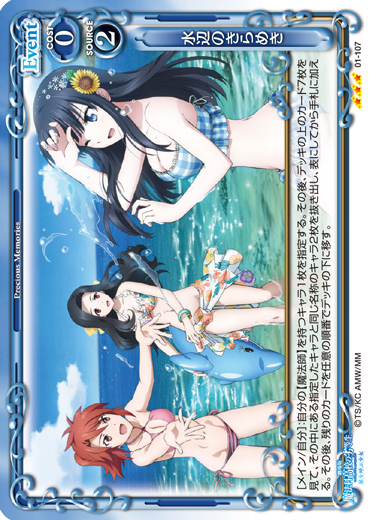 Event
COST 0
SOURCE 2
水辺のきらめき
Precious Memories
[メイン/自分]:自分の【魔法師】を持つキャラ1枚を指定する。その後、デッキの上のカード7枚を
見て、その中にある指定したキャラと同じ名称のキャラ2枚を抜き出し、表にしてから手札に加え
る。その後、残りのカードを任意の順番でデッキの下に移す。
©TS/KC AMW/MM
01-107